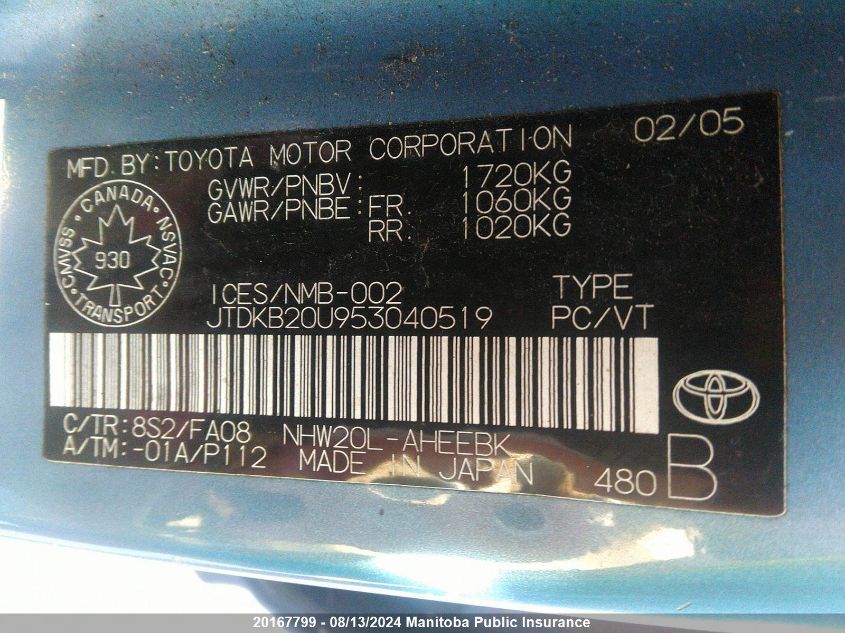 MFD. BY: TOYOTA MOTOR CORPORATION 02/05
GVWR/PNBV: 1720KG
GAWR/PNBE: FR. 1060KG
RR. 1020KG
CANADA
CMVSS 930 NSVAC
TRANSPORT
ICES/NMB-002 TYPE
JTDKB20U953040519 PC/VT
C/TR: 8S2/FA08 NHW20L-AHEEBK
A/TM: -01A/P112 MADE IN JAPAN 480 B
20167799 - 08/13/2024 Manitoba Public Insurance